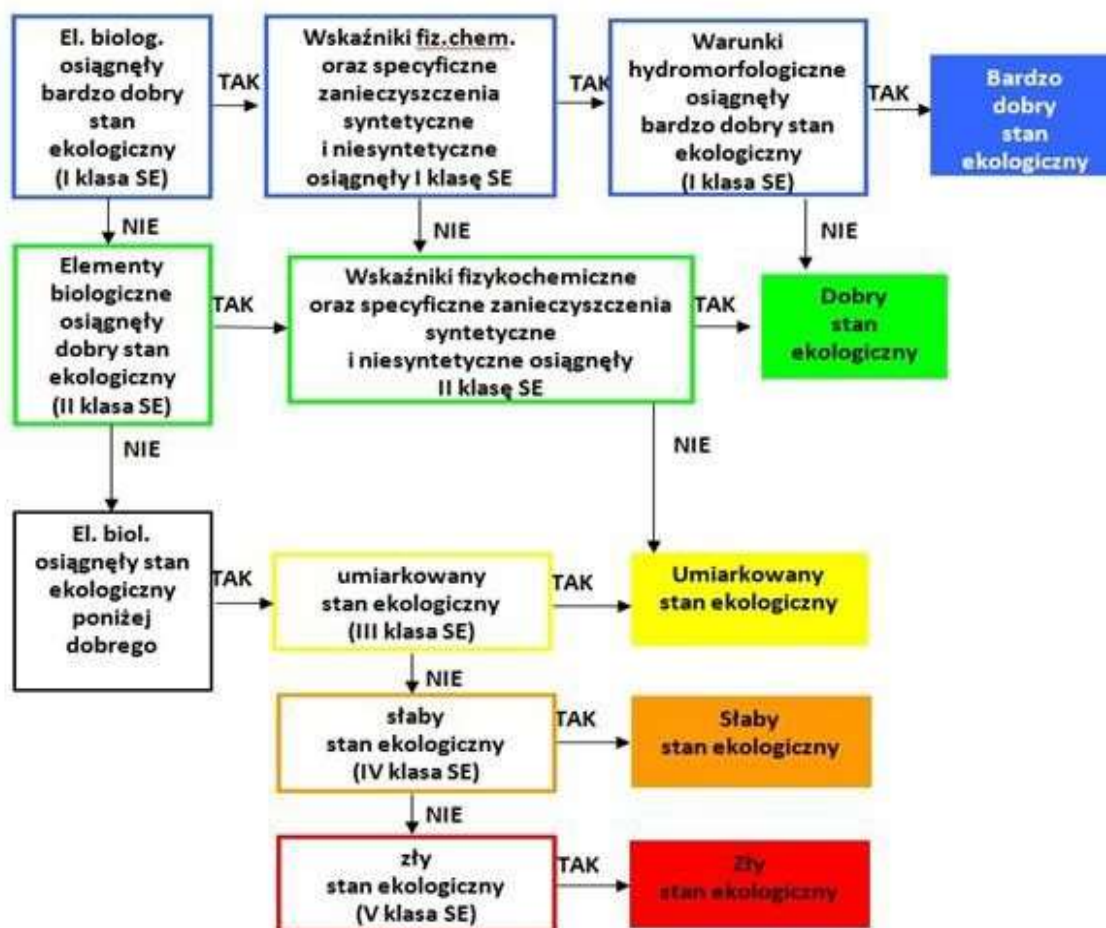 El. biolog.
osiągnęły
bardzo dobry
stan
ekologiczny
(I klasa SE)
TAK
Wskaźniki fiz.chem.
oraz specyficzne
zanieczyszczenia
syntetyczne
i niesyntetyczne
osiągnęły I klasę SE
TAK
Warunki
hydromorfologiczne
osiągnęły
bardzo dobry stan
ekologiczny
(I klasa SE)
TAK
Bardzo
dobry
stan
ekologiczny
NIE
NIE
NIE
Elementy
biologiczne
osiągnęły
dobry stan
ekologiczny
(II klasa SE)
TAK
Wskaźniki fizykochemiczne
oraz specyficzne zanieczyszczenia
syntetyczne
i niesyntetyczne osiągnęły
II klasę SE
TAK
Dobry
stan
ekologiczny
NIE
NIE
El. biol.
osiągnęły stan
ekologiczny
poniżej
dobrego
TAK
umiarkowany
stan ekologiczny
(III klasa SE)
TAK
Umiarkowany
stan ekologiczny
NIE
słaby
stan ekologiczny
(IV klasa SE)
TAK
Słaby
stan ekologiczny
NIE
zły
stan ekologiczny
(V klasa SE)
TAK
Zły
stan ekologiczny